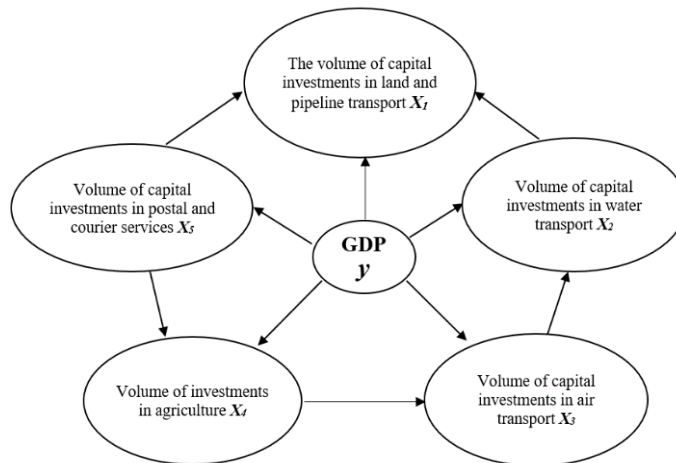 The volume of capital
investments in land and
pipeline transport X1
Volume of capital
investments in postal and
courier services X5
Volume of capital
investments in water
transport X2
GDP
y
Volume of investments
in agriculture X4
Volume of capital
investments in air
transport X3